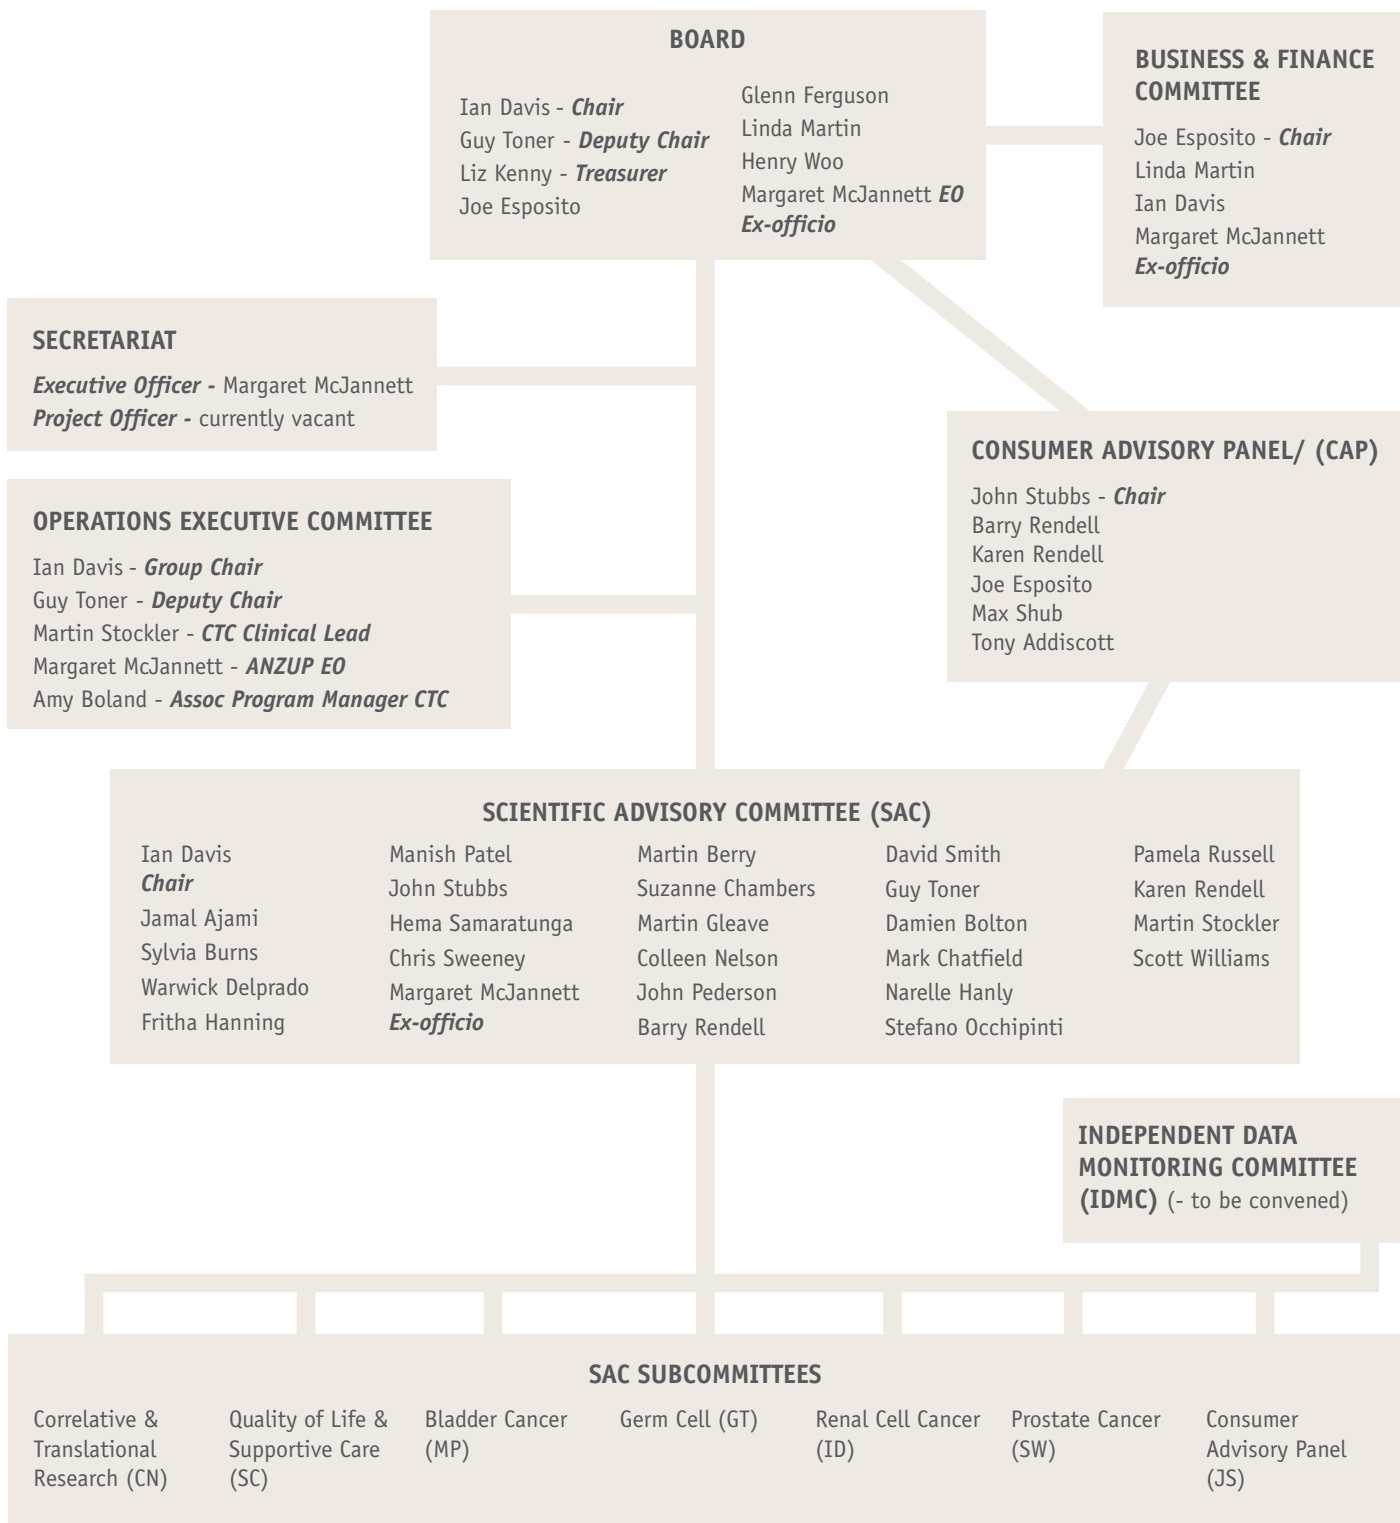 BOARD
Ian Davis - Chair
Guy Toner - Deputy Chair
Liz Kenny - Treasurer
Joe Esposito
Glenn Ferguson
Linda Martin
Henry Woo
Margaret McJannett EO
Ex-officio
BUSINESS & FINANCE
COMMITTEE
Joe Esposito - Chair
Linda Martin
Ian Davis
Margaret McJannett
Ex-officio
SECRETARIAT
Executive Officer - Margaret McJannett
Project Officer - currently vacant
CONSUMER ADVISORY PANEL/ (CAP)
John Stubbs - Chair
Barry Rendell
Karen Rendell
Joe Esposito
Max Shub
Tony Addiscott
OPERATIONS EXECUTIVE COMMITTEE
Ian Davis - Group Chair
Guy Toner - Deputy Chair
Martin Stockler - CTC Clinical Lead
Margaret McJannett - ANZUP EO
Amy Boland - Assoc Program Manager CTC
SCIENTIFIC ADVISORY COMMITTEE (SAC)
Ian Davis
Chair
Jamal Ajami
Sylvia Burns
Warwick Delprado
Fritha Hanning
Manish Patel
John Stubbs
Hema Samaratunga
Chris Sweeney
Margaret McJannett
Ex-officio
Martin Berry
Suzanne Chambers
Martin Gleave
Colleen Nelson
John Pederson
Barry Rendell
David Smith
Guy Toner
Damien Bolton
Mark Chatfield
Narelle Hanly
Stefano Occhipinti
Pamela Russell
Karen Rendell
Martin Stockler
Scott Williams
INDEPENDENT DATA
MONITORING COMMITTEE
(IDMC) (- to be convened)
SAC SUBCOMMITTEES
Correlative &
Translational
Research (CN)
Quality of Life &
Supportive Care
(SC)
Bladder Cancer
(MP)
Germ Cell (GT)
Renal Cell Cancer
(ID)
Prostate Cancer
(SW)
Consumer
Advisory Panel
(JS)